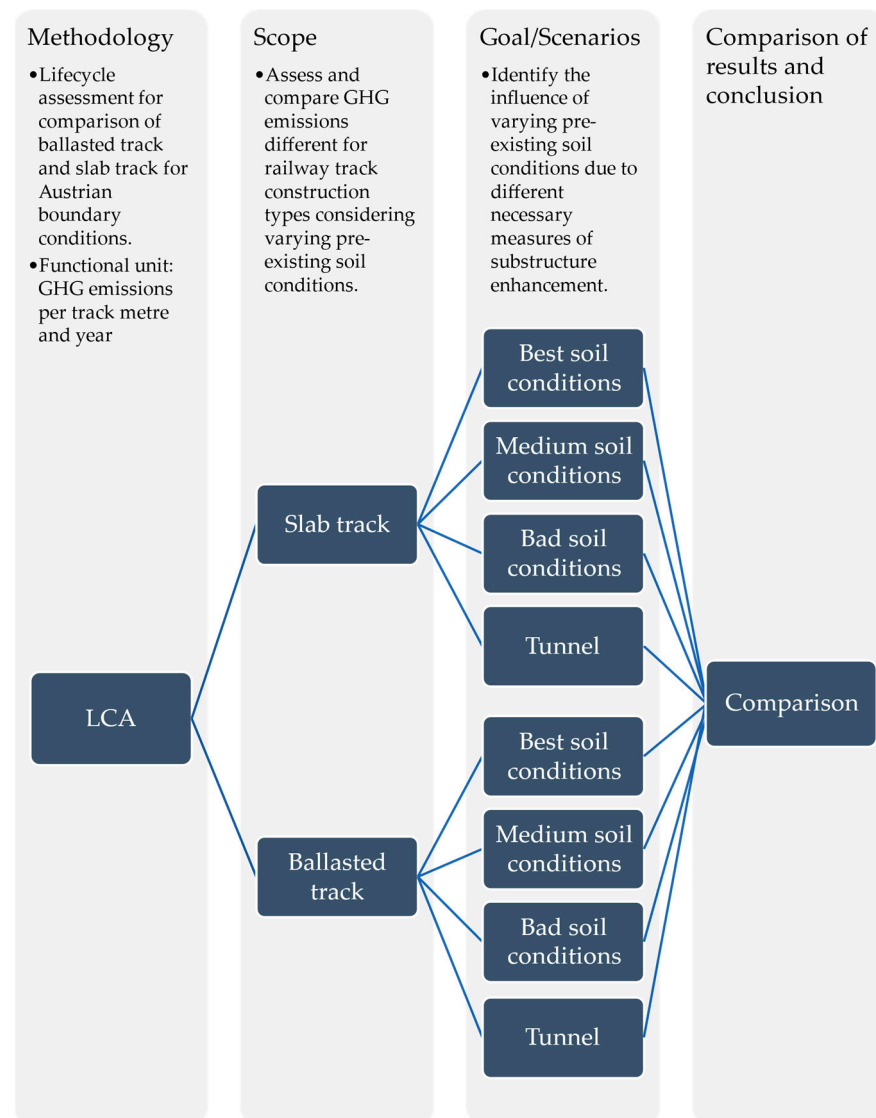 Methodology
•Lifecycle
assessment for
comparison of
ballasted track
and slab track for
Austrian
boundary
conditions.
•Functional unit:
GHG emissions
per track metre
and year
Scope
•Assess and
compare GHG
emissions
different for
railway track
construction
types considering
varying pre-
existing soil
conditions.
Goal/Scenarios
•Identify the
influence of
varying pre-
existing soil
conditions due to
different
necessary
measures of
substructure
enhancement.
Comparison of
results and
conclusion
LCA
Slab track
Ballasted
track
Best soil
conditions
Medium soil
conditions
Bad soil
conditions
Tunnel
Best soil
conditions
Medium soil
conditions
Bad soil
conditions
Tunnel
Comparison